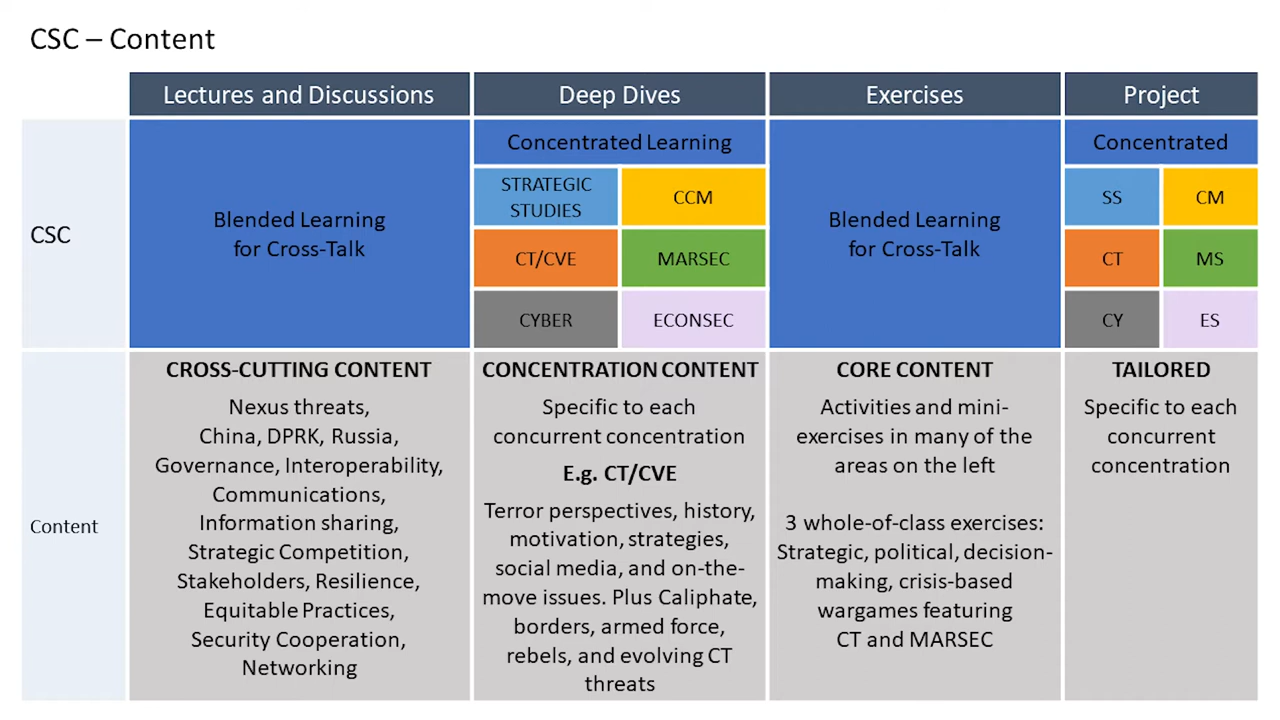 CSC – Content
Lectures and Discussions
Deep Dives
Exercises
Project
CSC
Blended Learning
for Cross-Talk
Concentrated Learning
STRATEGIC
STUDIES
CCM
CT/CVE
MARSEC
CYBER
ECONSEC
Blended Learning
for Cross-Talk
Concentrated
SS
CM
CT
MS
CY
ES
Content
CROSS-CUTTING CONTENT
Nexus threats,
China, DPRK, Russia,
Governance, Interoperability,
Communications,
Information sharing,
Strategic Competition,
Stakeholders, Resilience,
Equitable Practices,
Security Cooperation,
Networking
CONCENTRATION CONTENT
Specific to each
concurrent concentration
E.g. CT/CVE
Terror perspectives, history,
motivation, strategies,
social media, and on-the-
move issues. Plus Caliphate,
borders, armed force,
rebels, and evolving CT
threats
CORE CONTENT
Activities and mini-
exercises in many of the
areas on the left
3 whole-of-class exercises:
Strategic, political, decision-
making, crisis-based
wargames featuring
CT and MARSEC
TAILORED
Specific to each
concurrent
concentration